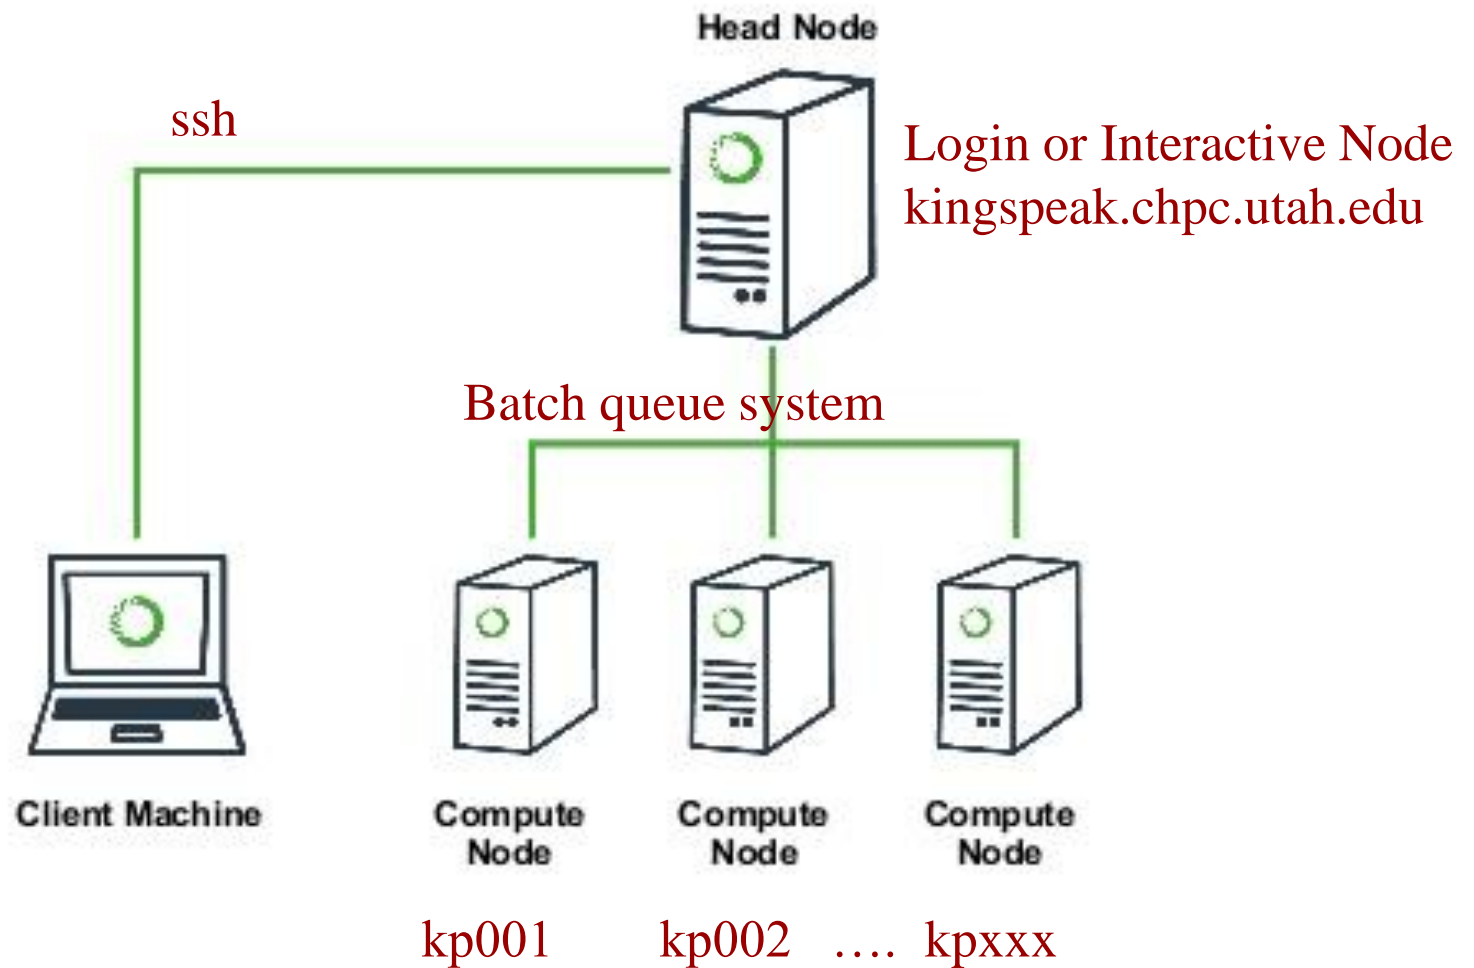 Head Node
ssh
Login or Interactive Node
kingspeak.chpc.utah.edu
Batch queue system
Client Machine
Compute
Node
Compute
Node
Compute
Node
kp001
kp002
....
kpxxx